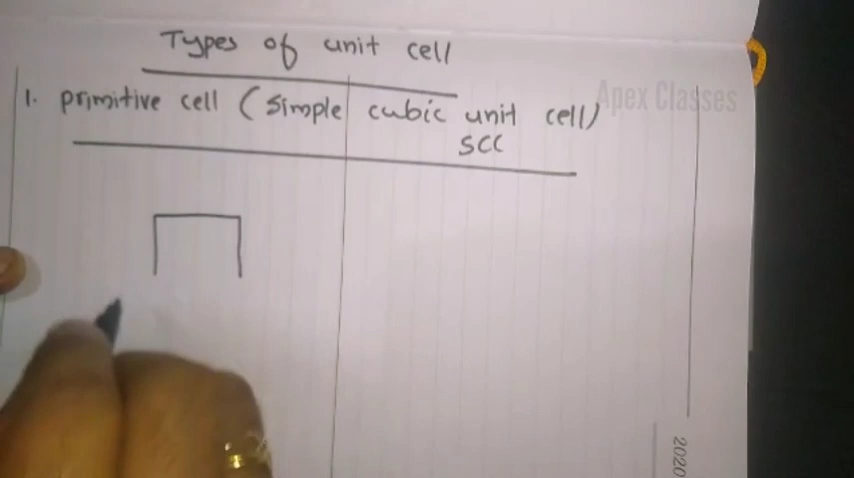 Types of unit cell
1. primitive cell (simple cubic unit cell)
SCC
Apex Classes
2020